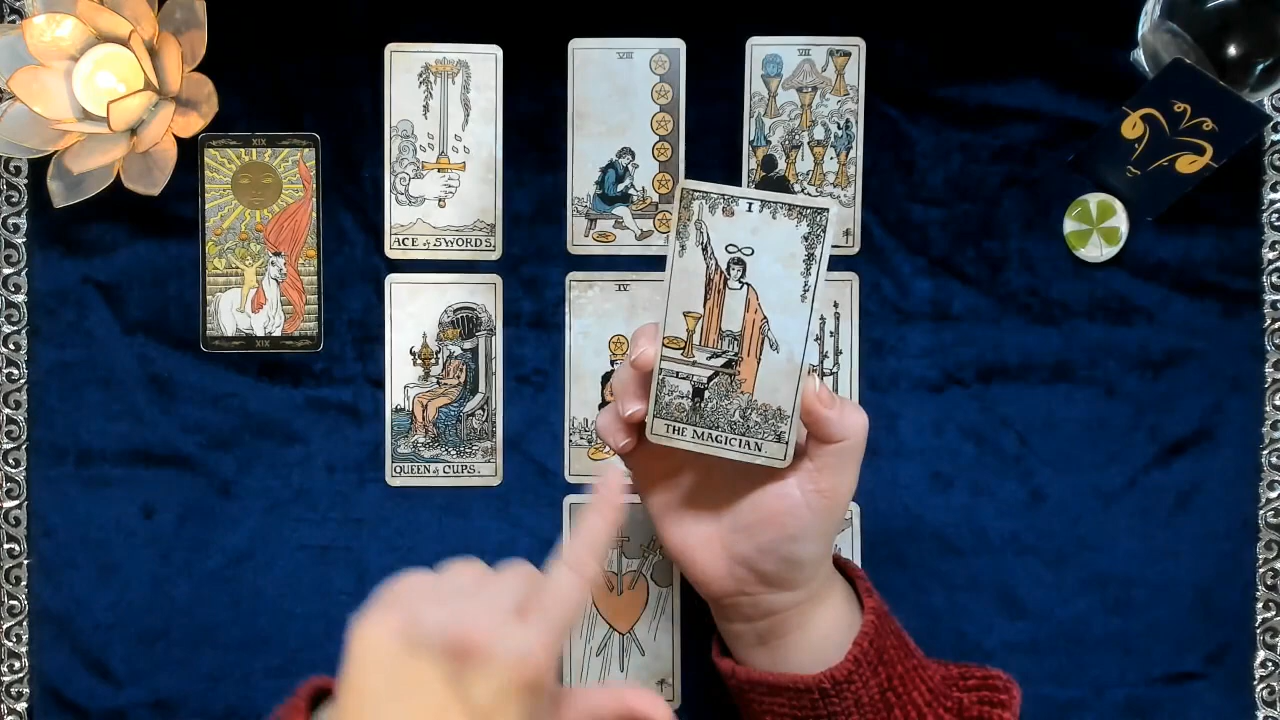 XIX
XIX
ACE of SWORDS.
VIII
VII
QUEEN of CUPS.
IV
I
THE MAGICIAN.